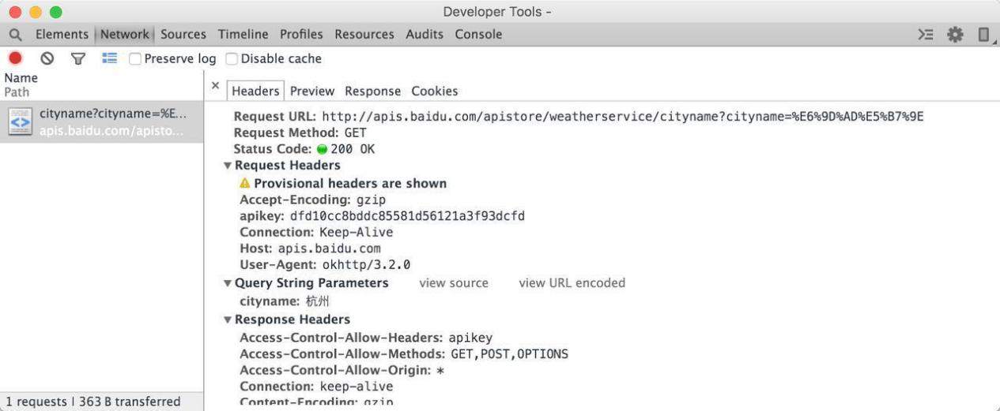 Developer Tools -
Elements Network Sources Timeline Profiles Resources Audits Console
Preserve log Disable cache
Name
Path
cityname?cityname=%E...
apis.baidu.com/apisto...
1 requests | 363 B transferred
× Headers Preview Response Cookies
Request URL: http://apis.baidu.com/apistore/weatherservice/cityname?cityname=%E6%9D%AD%E5%B7%9E
Request Method: GET
Status Code: 200 OK
Request Headers
Provisional headers are shown
Accept-Encoding: gzip
apikey: dfd10cc8bddc85581d56121a3f93dcfd
Connection: Keep-Alive
Host: apis.baidu.com
User-Agent: okhttp/3.2.0
Query String Parameters view source view URL encoded
cityname: 杭州
Response Headers
Access-Control-Allow-Headers: apikey
Access-Control-Allow-Methods: GET,POST,OPTIONS
Access-Control-Allow-Origin: *
Connection: keep-alive
Content-Encoding: gzip